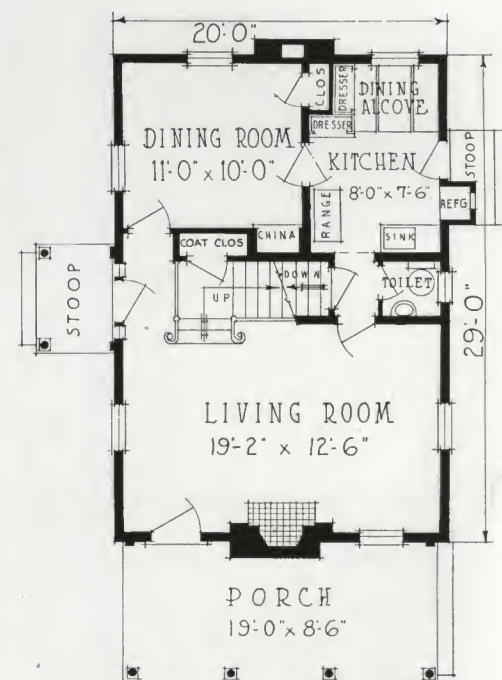 20'-0"
CLOS
DRESSER
DINING
ALCOVE
DRESSER
DINING ROOM
11'-0" x 10'-0"
KITCHEN
8'-0" x 7'-6"
STOOP
REFG
RANGE
SINK
CHINA
COAT CLOS
DOWN
UP
TOILET
STOOP
29'-0"
LIVING ROOM
19'-2" x 12'-6"
PORCH
19'-0" x 8'-6"